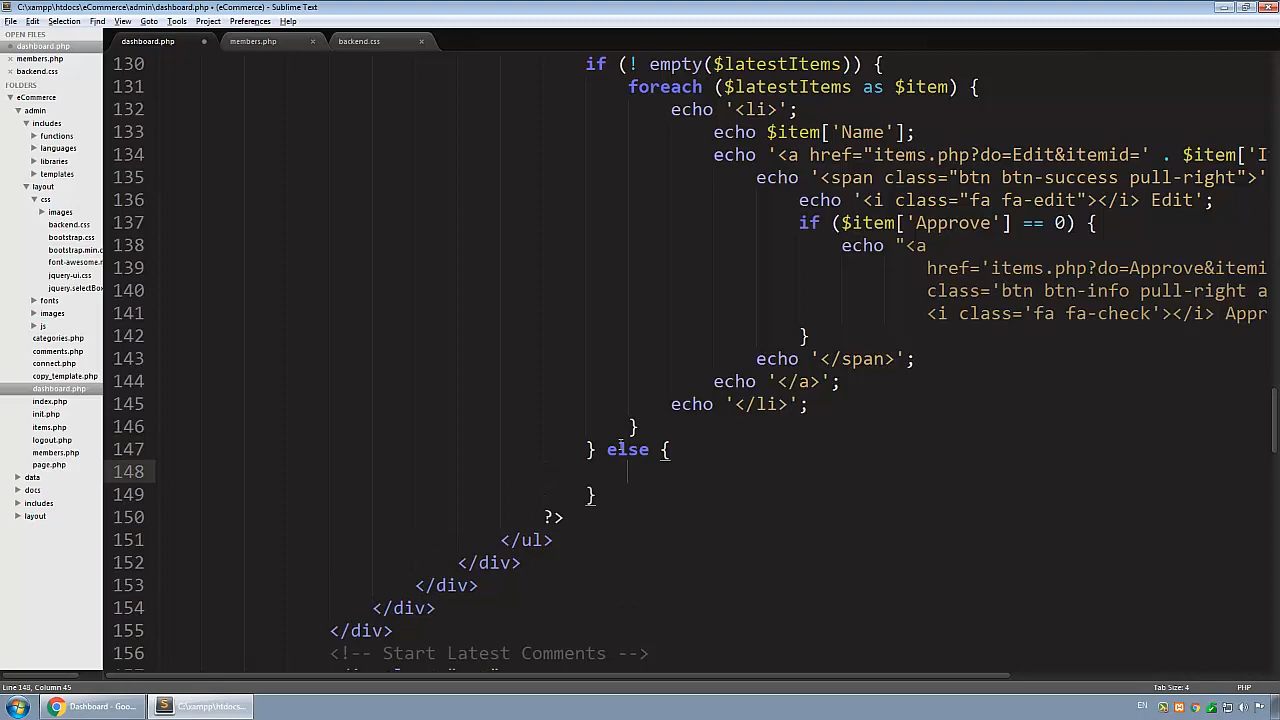 C:\xampp\htdocs\eCommerce\admin\dashboard.php • (eCommerce) - Sublime Text
File Edit Selection Find View Goto Tools Project Preferences Help
OPEN FILES
dashboard.php
members.php
backend.css
FOLDERS
eCommerce
admin
includes
functions
languages
libraries
templates
layout
css
images
backend.css
bootstrap.css
bootstrap.min.c
font-awesome.m
jquery-ui.css
jquery.selectBox
fonts
images
js
categories.php
comments.php
connect.php
copy_template.php
dashboard.php
index.php
init.php
items.php
logout.php
members.php
page.php
data
docs
includes
layout
dashboard.php members.php backend.css
130 if (! empty($latestItems)) {
131 foreach ($latestItems as $item) {
132 echo '<li>';
133 echo $item['Name'];
134 echo '<a href="items.php?do=Edit&itemid=' . $item['I
135 echo '<span class="btn btn-success pull-right">'
136 echo '<i class="fa fa-edit"></i> Edit';
137 if ($item['Approve'] == 0) {
138 echo "<a
139 href='items.php?do=Approve&itemi
140 class='btn btn-info pull-right a
141 <i class='fa fa-check'></i> Appr
142 }
143 echo '</span>';
144 echo '</a>';
145 echo '</li>';
146 }
147 } else {
148
149 }
150 ?>
151 </ul>
152 </div>
153 </div>
154 </div>
155 </div>
156 <!-- Start Latest Comments -->
Line 148, Column 45 Tab Size: 4 PHP
Dashboard - Goo... C:\xampp\htdocs... EN